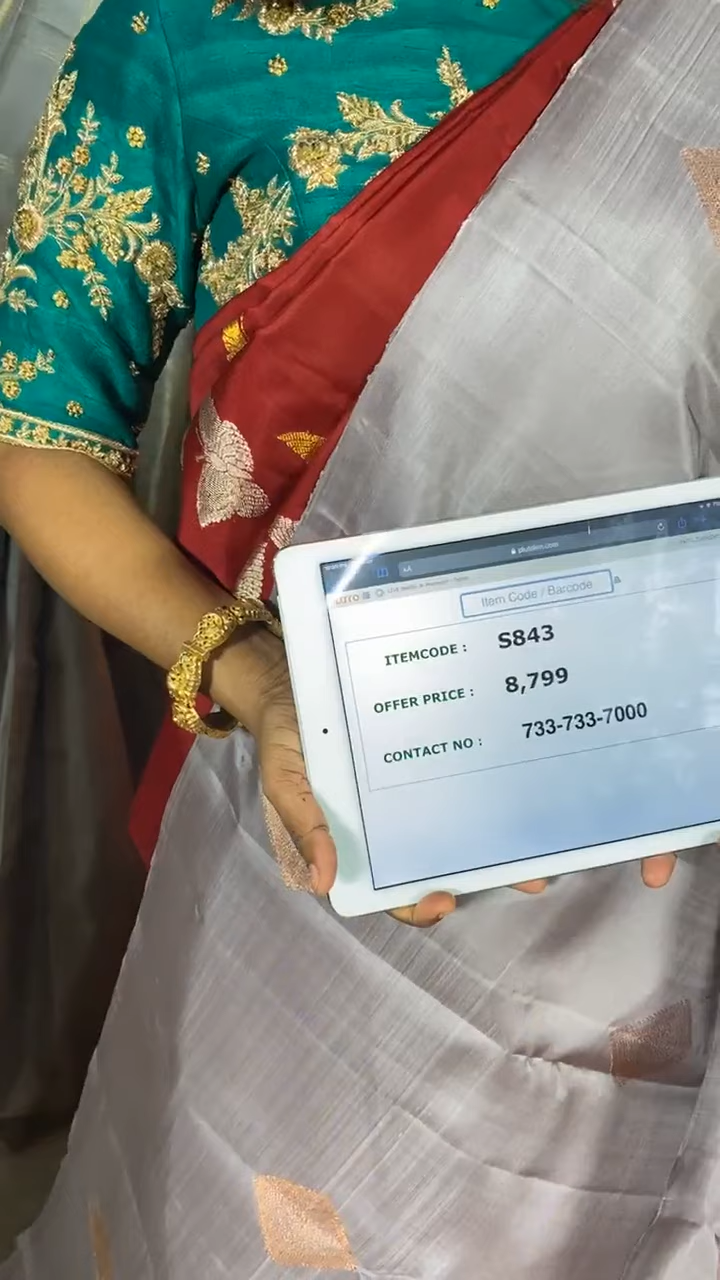 Item Code / Barcode
ITEMCODE : S843
OFFER PRICE : 8,799
CONTACT NO : 733-733-7000